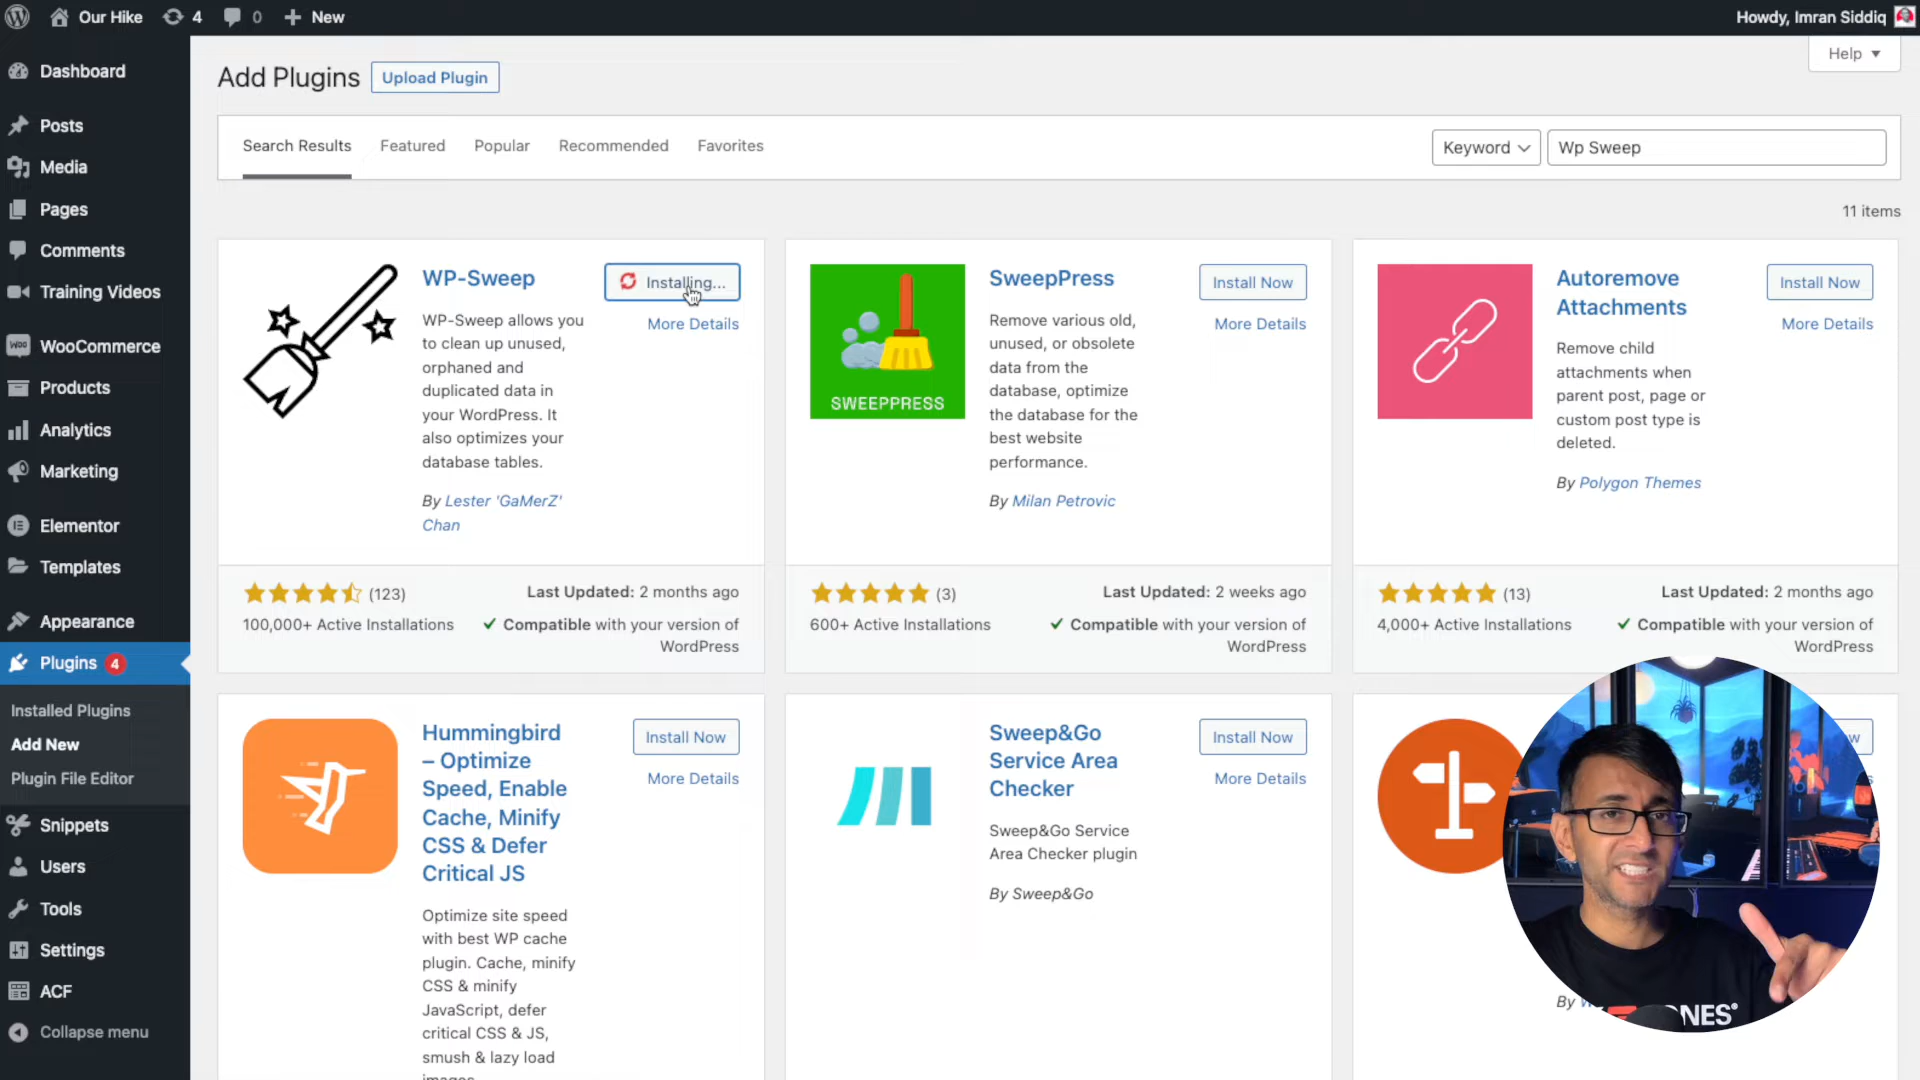 Our Hike
4
0
New
Howdy, Imran Siddiq
Help
Dashboard
Posts
Media
Pages
Comments
Training Videos
Woo
WooCommerce
Products
Analytics
Marketing
Elementor
Templates
Appearance
Plugins 4
Installed Plugins
Add New
Plugin File Editor
Snippets
Users
Tools
Settings
ACF
Collapse menu
Add Plugins
Upload Plugin
Search Results
Featured
Popular
Recommended
Favorites
Keyword
Wp Sweep
11 items
WP-Sweep
Installing...
More Details
WP-Sweep allows you
to clean up unused,
orphaned and
duplicated data in
your WordPress. It
also optimizes your
database tables.
By Lester 'GaMerZ'
Chan
(123)
Last Updated: 2 months ago
100,000+ Active Installations
Compatible with your version of
WordPress
SWEEPPRESS
SweepPress
Install Now
More Details
Remove various old,
unused, or obsolete
data from the
database, optimize
the database for the
best website
performance.
By Milan Petrovic
(3)
Last Updated: 2 weeks ago
600+ Active Installations
Compatible with your version of
WordPress
Autoremove
Attachments
Install Now
More Details
Remove child
attachments when
parent post, page or
custom post type is
deleted.
By Polygon Themes
(13)
Last Updated: 2 months ago
4,000+ Active Installations
Compatible with your version of
WordPress
Hummingbird
– Optimize
Speed, Enable
Cache, Minify
CSS & Defer
Critical JS
Install Now
More Details
Optimize site speed
with best WP cache
plugin. Cache, minify
CSS & minify
JavaScript, defer
critical CSS & JS,
smush & lazy load
images
Sweep&Go
Service Area
Checker
Install Now
More Details
Sweep&Go Service
Area Checker plugin
By Sweep&Go
By